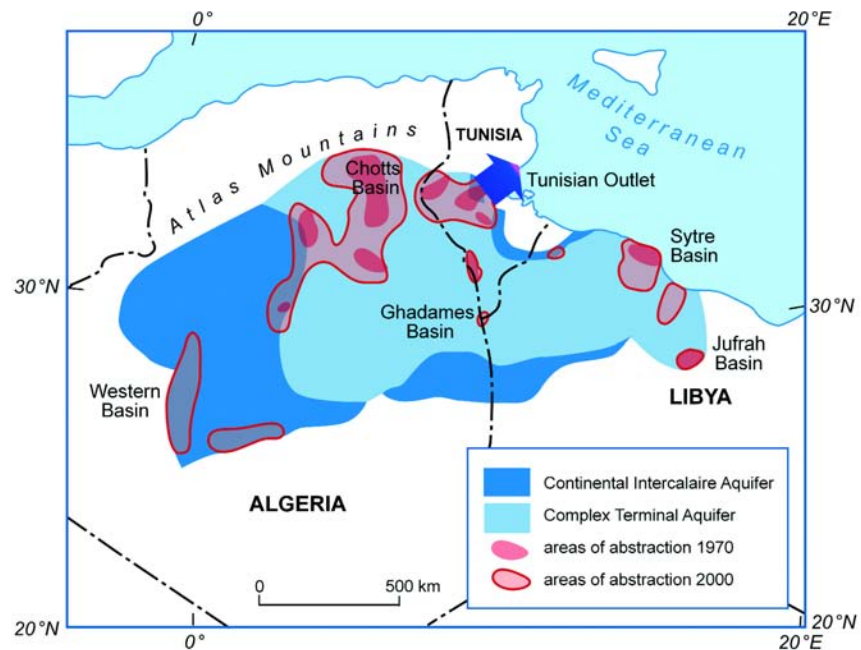 0°
20°E
Mediterranean
Sea
TUNISIA
Atlas Mountains
Chotts
Basin
Tunisian Outlet
Sytre
Basin
30°N
30°N
Ghadames
Basin
Jufrah
Basin
Western
Basin
LIBYA
ALGERIA
Continental Intercalaire Aquifer
Complex Terminal Aquifer
areas of abstraction 1970
areas of abstraction 2000
0
500 km
20°N
20°N
0°
20°E